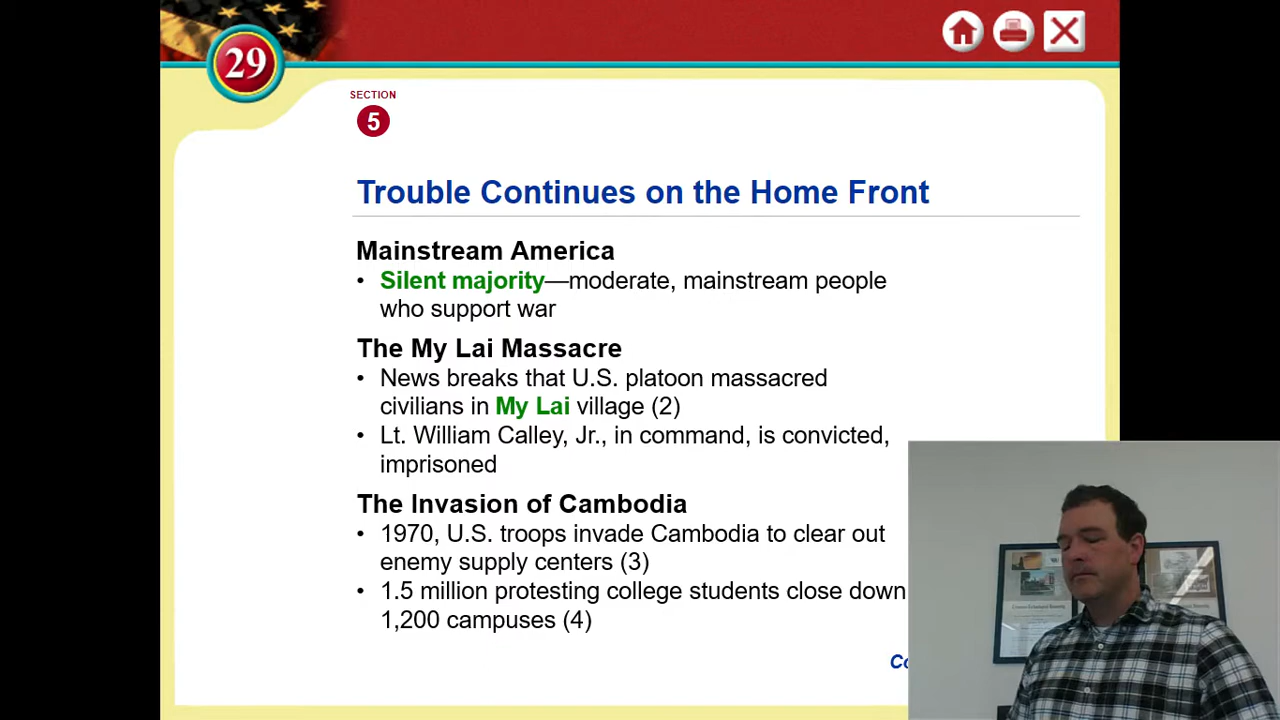 29
SECTION
5
Trouble Continues on the Home Front
Mainstream America
• Silent majority—moderate, mainstream people
who support war
The My Lai Massacre
• News breaks that U.S. platoon massacred
civilians in My Lai village (2)
• Lt. William Calley, Jr., in command, is convicted,
imprisoned
The Invasion of Cambodia
• 1970, U.S. troops invade Cambodia to clear out
enemy supply centers (3)
• 1.5 million protesting college students close down
1,200 campuses (4)